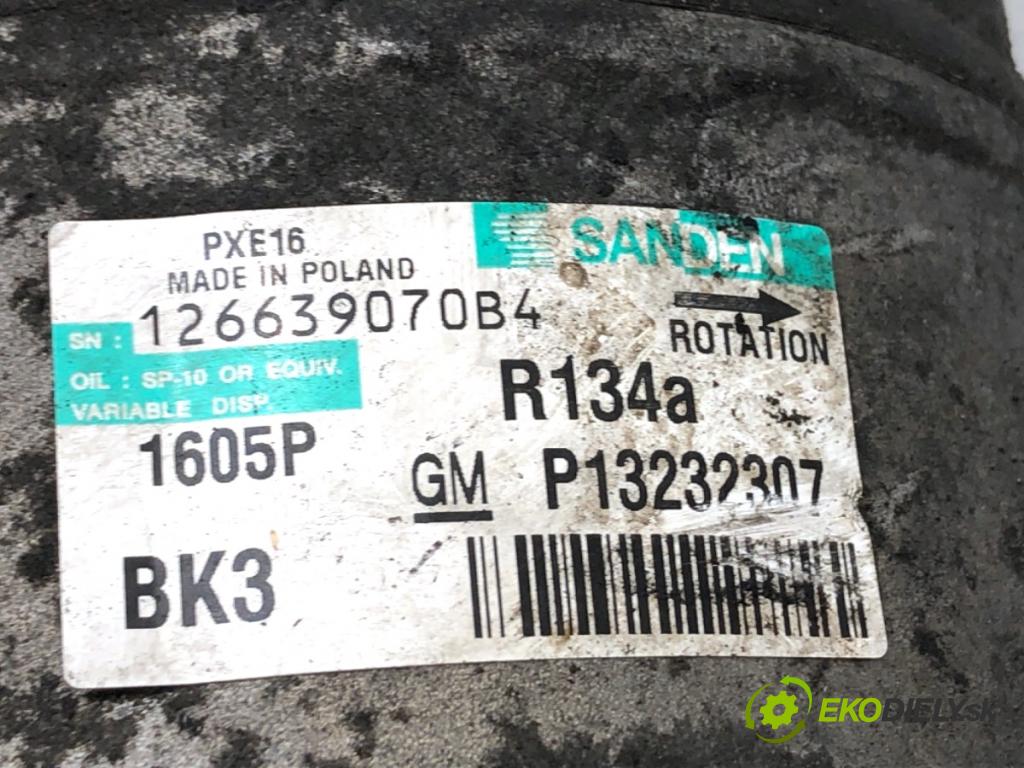 PXE16
SANDEN
MADE IN POLAND
SN : 126639070B4
ROTATION
OIL : SP-10 OR EQUIV.
VARIABLE DISP.
R134a
1605P
GM P13232307
BK3
EKODIELY.SK